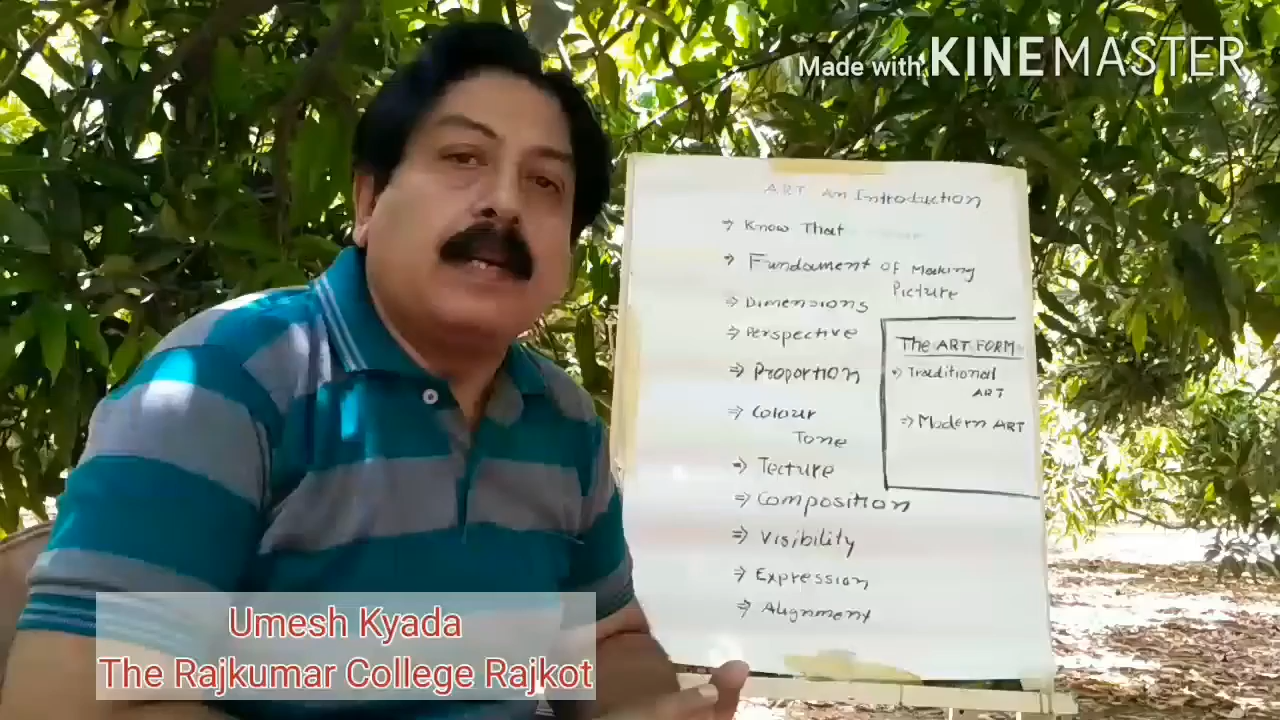 Made with KINEMASTER
ART An Introduction
⇒ Know That
⇒ Fundament of Making
Picture
⇒ Dimensions
⇒ Perspective
⇒ Proportion
⇒ Colour
Tone
⇒ Tecture
⇒ Composition
⇒ Visibility
⇒ Expression
⇒ Alignment
The ART FORM
⇒ Traditional
ART
⇒ Modern ART
Umesh Kyada
The Rajkumar College Rajkot